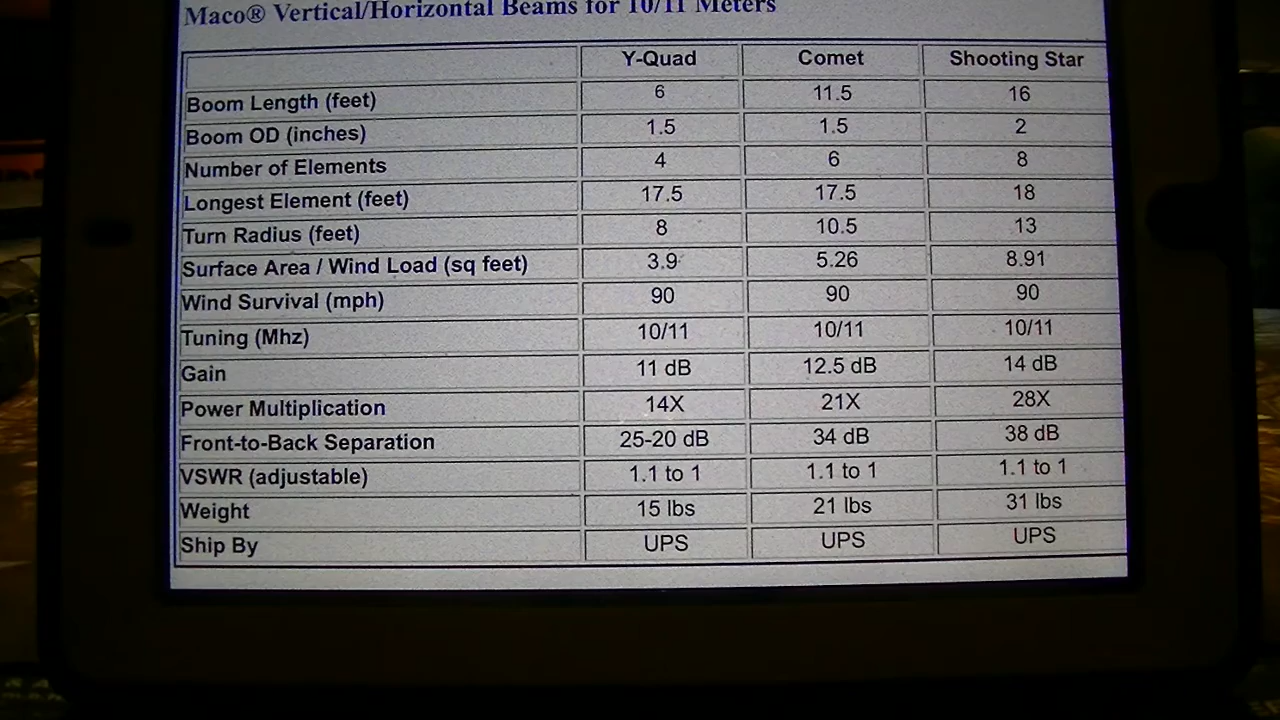 Maco® Vertical/Horizontal Beams for 10/11 Meters
Y-Quad Comet Shooting Star
Boom Length (feet) 6 11.5 16
Boom OD (inches) 1.5 1.5 2
Number of Elements 4 6 8
Longest Element (feet) 17.5 17.5 18
Turn Radius (feet) 8 10.5 13
Surface Area / Wind Load (sq feet) 3.9 5.26 8.91
Wind Survival (mph) 90 90 90
Tuning (Mhz) 10/11 10/11 10/11
Gain 11 dB 12.5 dB 14 dB
Power Multiplication 14X 21X 28X
Front-to-Back Separation 25-20 dB 34 dB 38 dB
VSWR (adjustable) 1.1 to 1 1.1 to 1 1.1 to 1
Weight 15 lbs 21 lbs 31 lbs
Ship By UPS UPS UPS